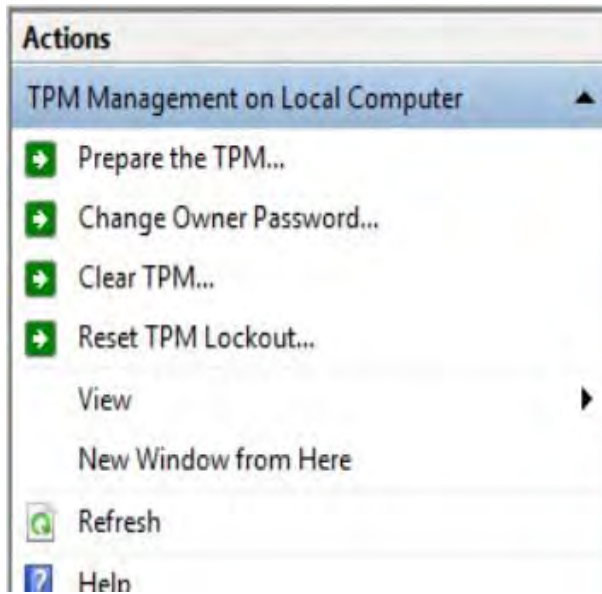 Actions
TPM Management on Local Computer
Prepare the TPM...
Change Owner Password...
Clear TPM...
Reset TPM Lockout...
View
New Window from Here
Refresh
Help